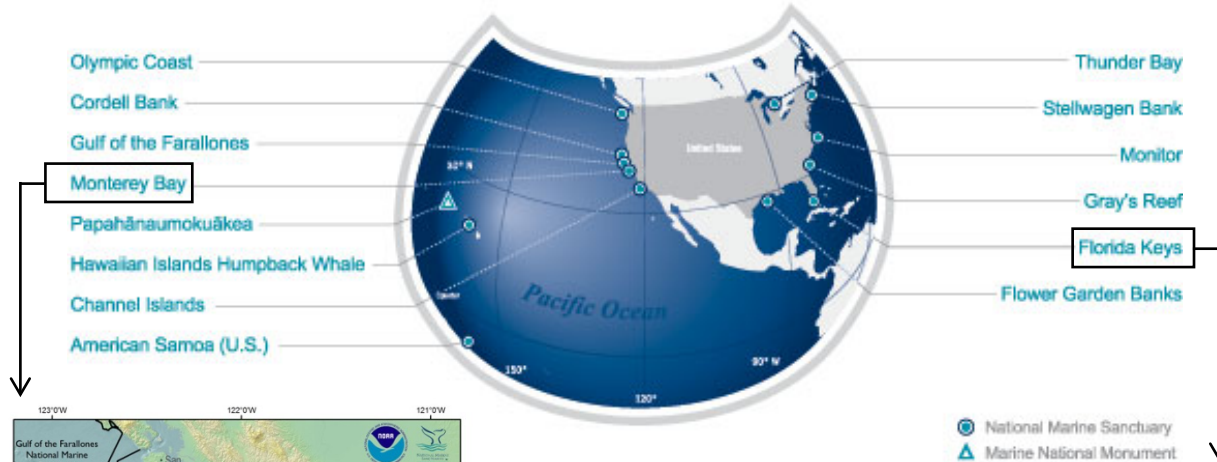 Olympic Coast
Cordell Bank
Gulf of the Farallones
Monterey Bay
Papahānaumokuākea
Hawaiian Islands Humpback Whale
Channel Islands
American Samoa (U.S.)
Thunder Bay
Stellwagen Bank
Monitor
Gray's Reef
Florida Keys
Flower Garden Banks
United States
30° N
Equator
Pacific Ocean
150°
120°
90° W
National Marine Sanctuary
Marine National Monument
123°0'W
122°0'W
121°0'W
Gulf of the Farallones
National Marine
San
NOAA